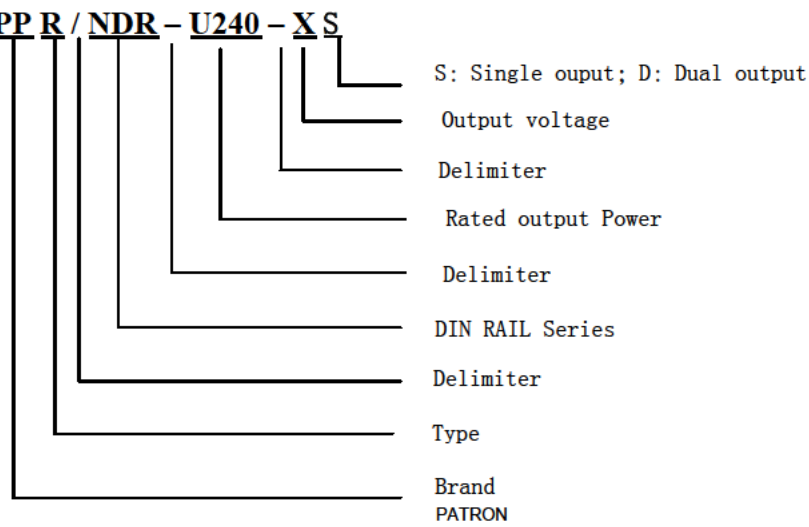 PP R / NDR – U240 – X S
S: Single ouput; D: Dual output
Output voltage
Delimiter
Rated output Power
Delimiter
DIN RAIL Series
Delimiter
Type
Brand
PATRON